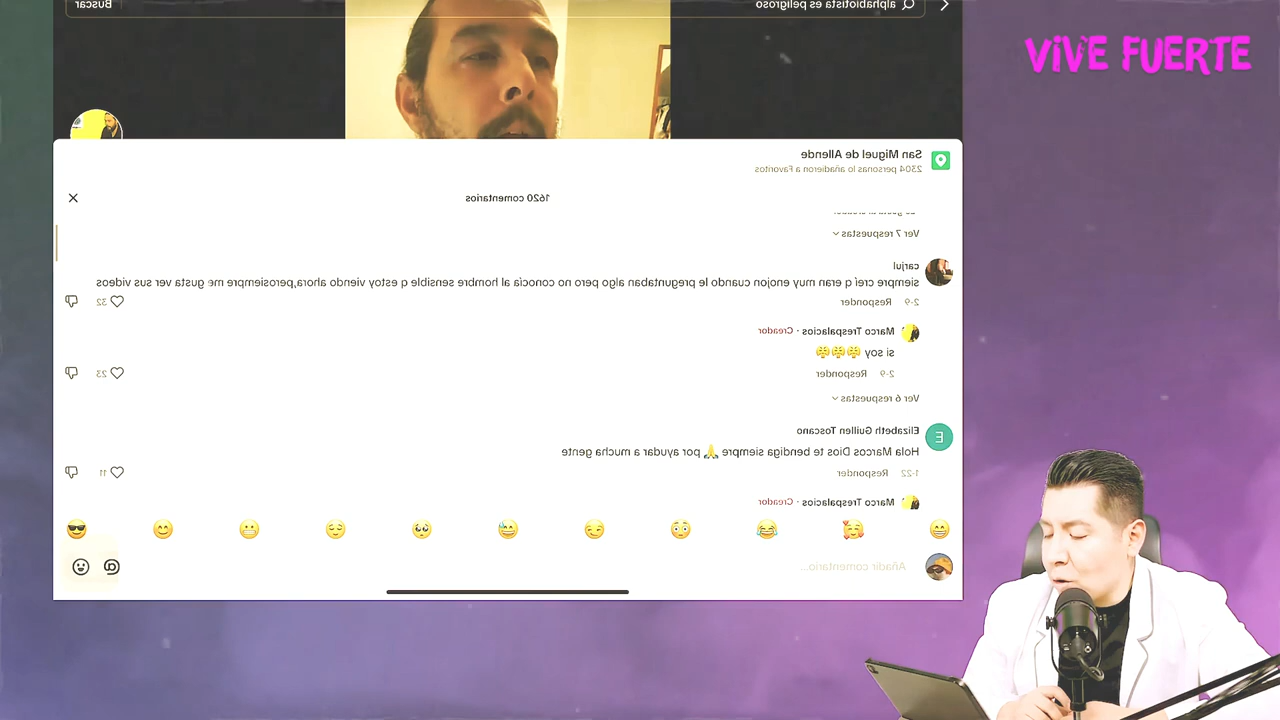 alphabiotista es peligroso
Buscar
VIVE FUERTE
San Miguel de Allende
2304 personas lo añadieron a Favoritos
1620 comentarios
Ver 7 respuestas
carjul
siempre creí q eran muy enojon cuando le preguntaban algo pero no conocía al hombre sensible q estoy viendo ahora,perosiempre me gusta ver sus videos
2-9 Responder 32
Marco Trespalacios · Creador
si soy 😤😤😤
2-9 Responder 23
Ver 6 respuestas
E
Elizabeth Guillen Toscano
Hola Marcos Dios te bendiga siempre 🙏 por ayudar a mucha gente
1-22 Responder 11
Marco Trespalacios · Creador
Añadir comentario...